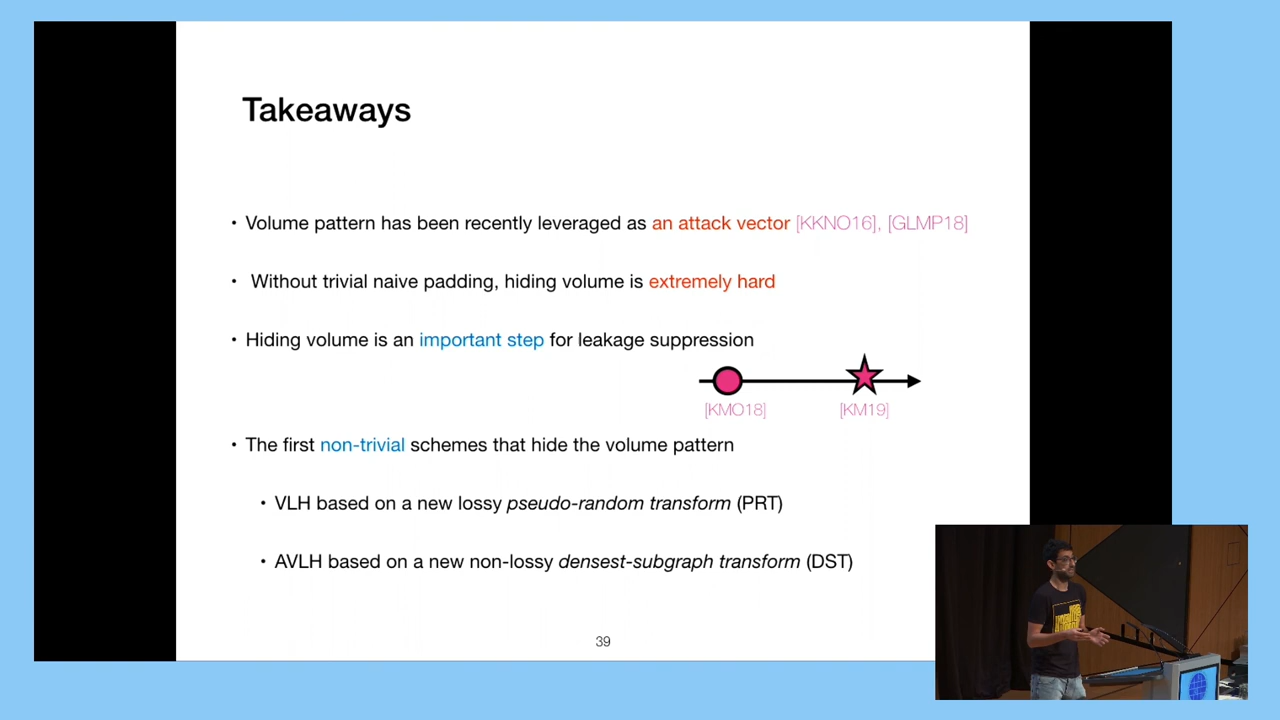 Takeaways
• Volume pattern has been recently leveraged as an attack vector [KKNO16], [GLMP18]
• Without trivial naive padding, hiding volume is extremely hard
• Hiding volume is an important step for leakage suppression
[KMO18] [KM19]
• The first non-trivial schemes that hide the volume pattern
• VLH based on a new lossy pseudo-random transform (PRT)
• AVLH based on a new non-lossy densest-subgraph transform (DST)
39